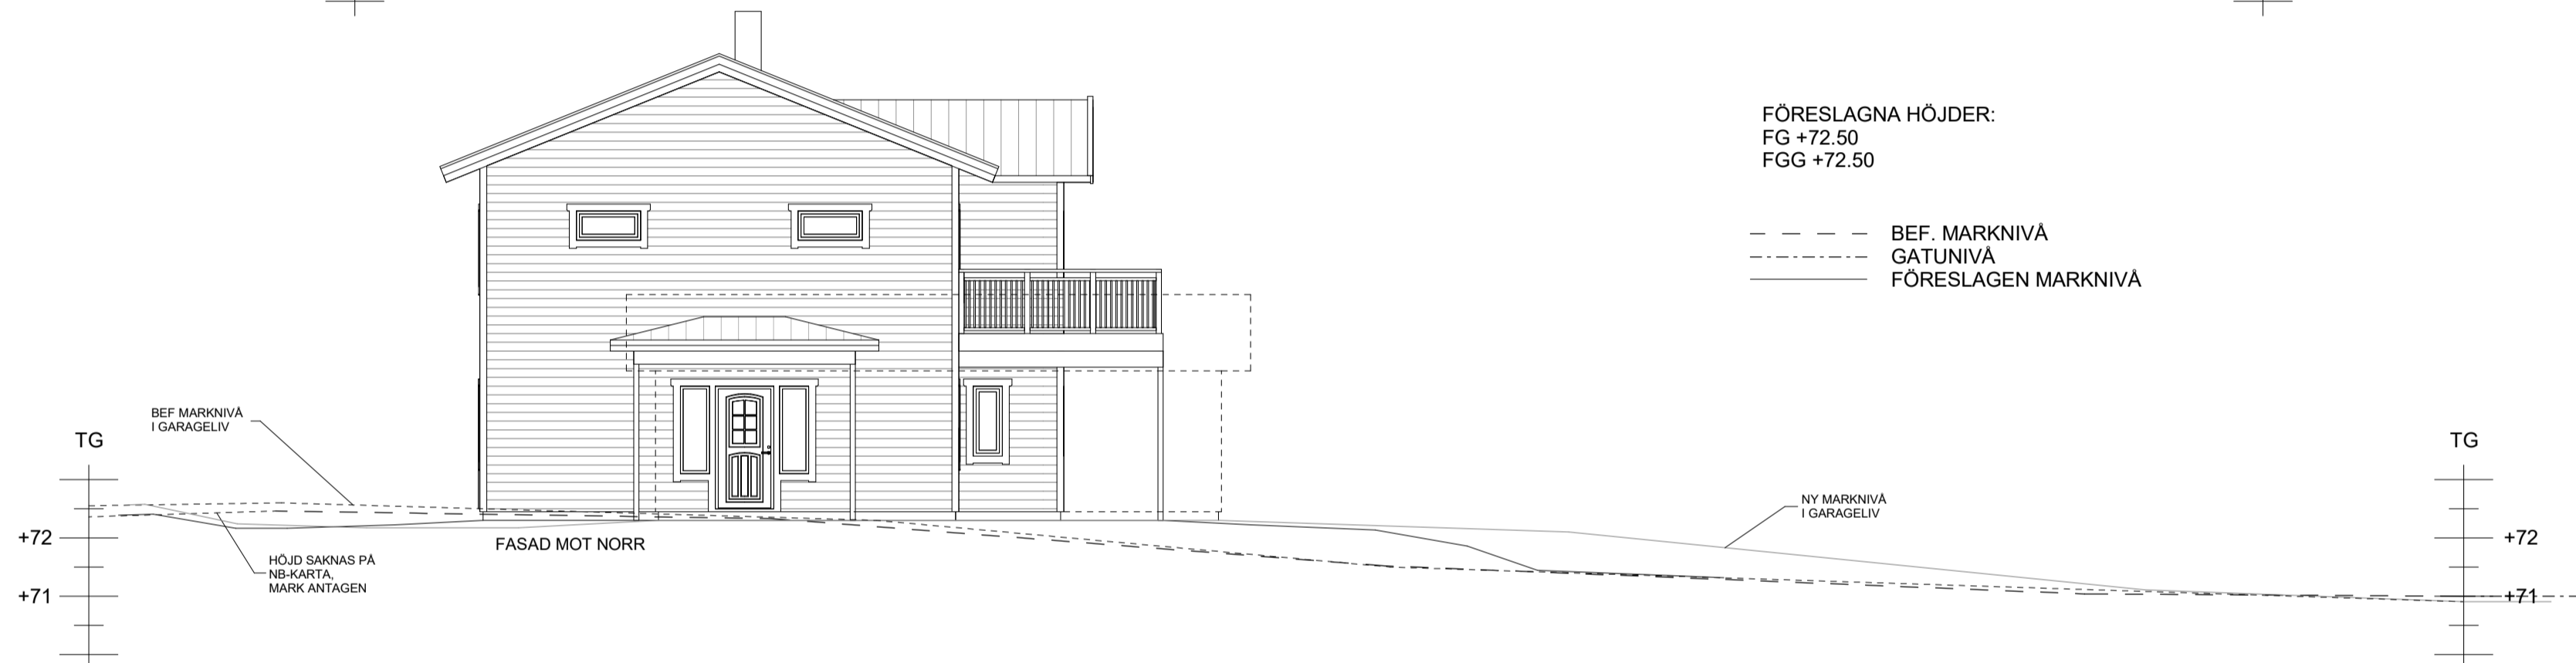 FÖRESLAGNA HÖJDER:
FG +72.50
FGG +72.50
BEF. MARKNIVÅ
GATUNIVÅ
FÖRESLAGEN MARKNIVÅ
BEF MARKNIVÅ
I GARAGELIV
TG
TG
NY MARKNIVÅ
I GARAGELIV
+72
FASAD MOT NORR
+72
HÖJD SAKNAS PÅ
NB-KARTA,
MARK ANTAGEN
+71
+71